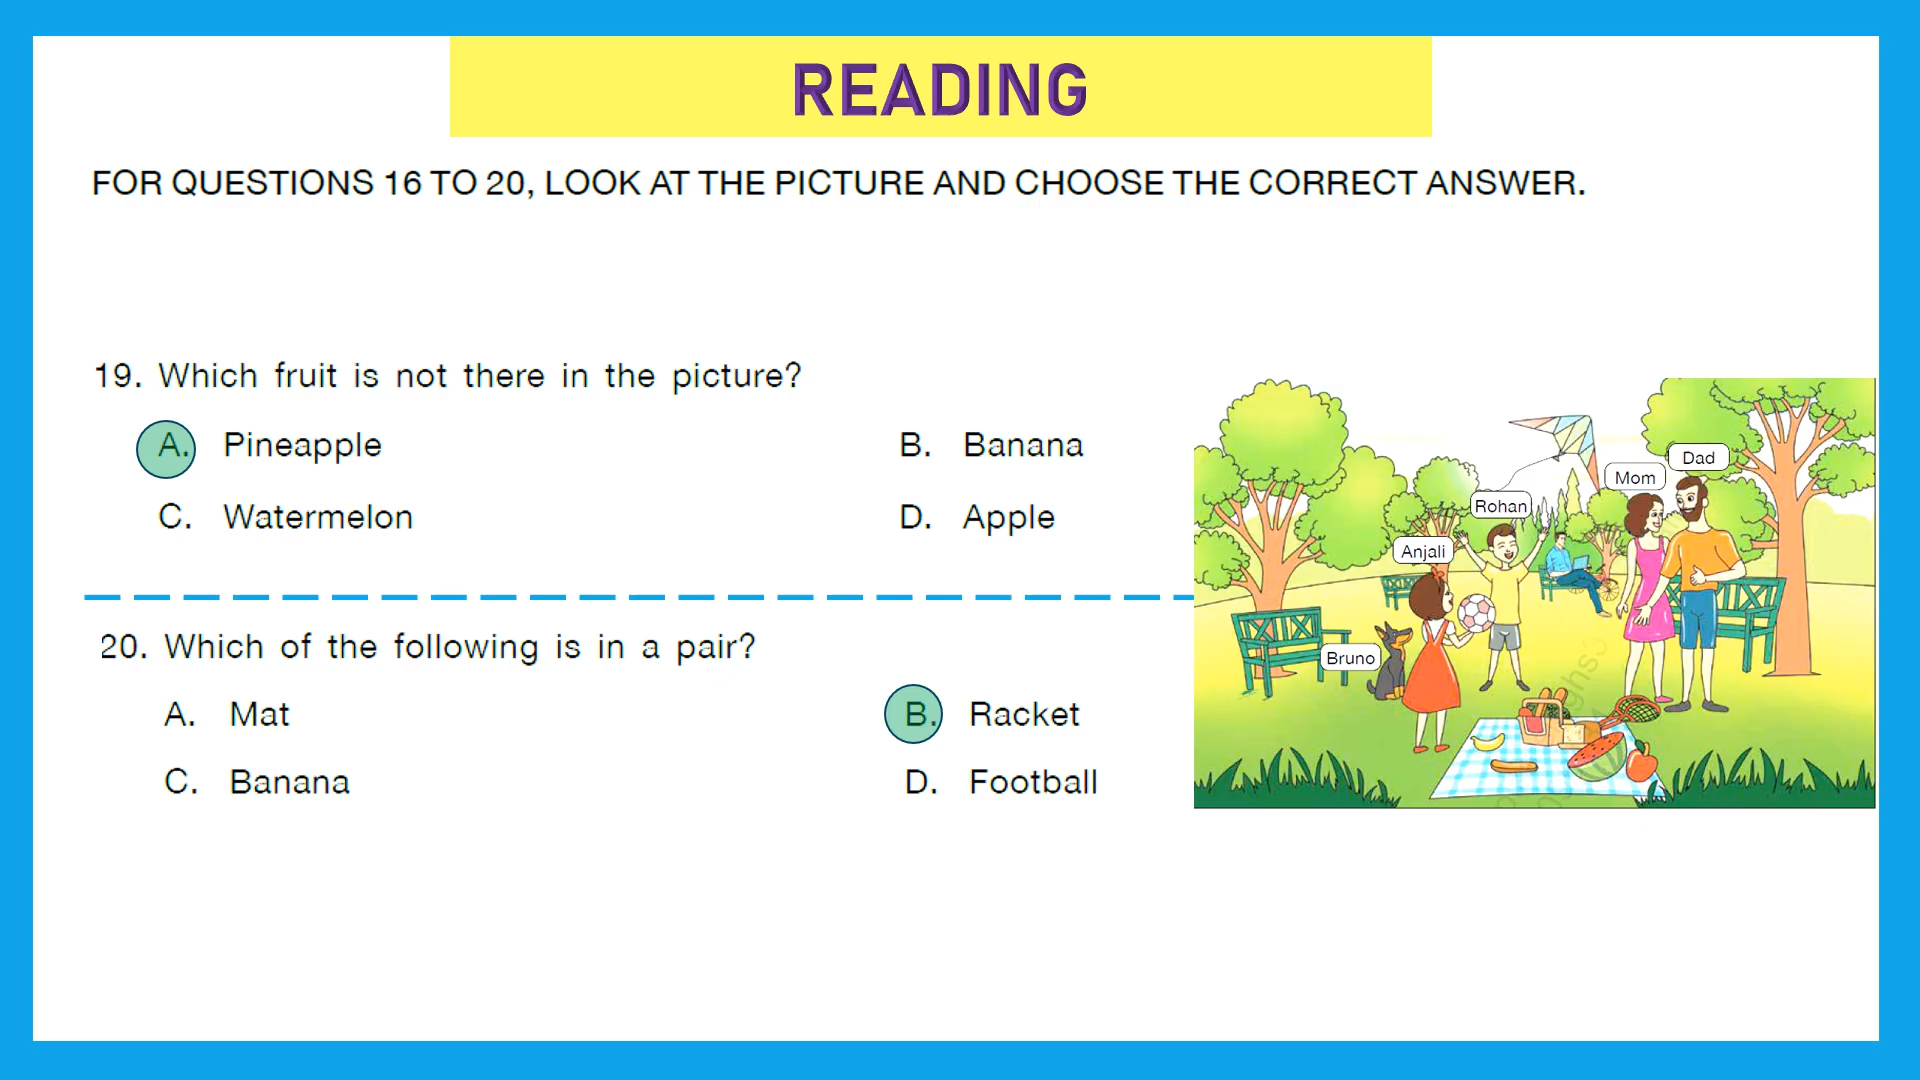 READING
FOR QUESTIONS 16 TO 20, LOOK AT THE PICTURE AND CHOOSE THE CORRECT ANSWER.
19. Which fruit is not there in the picture?
A. Pineapple
B. Banana
C. Watermelon
D. Apple
20. Which of the following is in a pair?
A. Mat
B. Racket
C. Banana
D. Football
Dad
Mom
Rohan
Anjali
Bruno